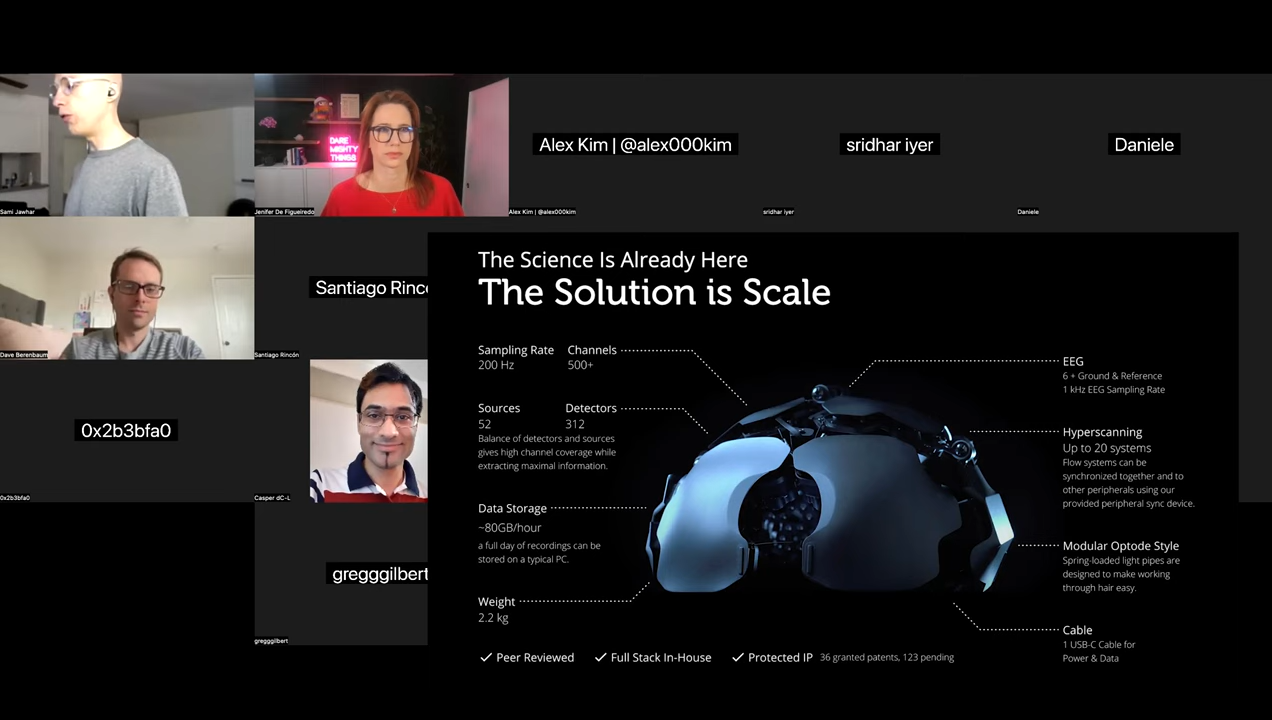 DARE
MIGHTY
THINGS
Sami Jawhar
Jenifer De Figueiredo
Alex Kim | @alex000kim
Alex Kim | @alex000kim
sridhar iyer
sridhar iyer
Daniele
Daniele
Dave Berenbaum
Santiago Rinc
Santiago Rincón
0x2b3bfa0
0x2b3bfa0
Casper dC-L
gregggilbert
gregggilbert
The Science Is Already Here
The Solution is Scale
Sampling Rate
200 Hz
Channels
500+
Sources
52
Detectors
312
Balance of detectors and sources
gives high channel coverage while
extracting maximal information.
Data Storage
~80GB/hour
a full day of recordings can be
stored on a typical PC.
Weight
2.2 kg
EEG
6 + Ground & Reference
1 kHz EEG Sampling Rate
Hyperscanning
Up to 20 systems
Flow systems can be
synchronized together and to
other peripherals using our
provided peripheral sync device.
Modular Optode Style
Spring-loaded light pipes are
designed to make working
through hair easy.
Cable
1 USB-C Cable for
Power & Data
Peer Reviewed
Full Stack In-House
Protected IP 36 granted patents, 123 pending